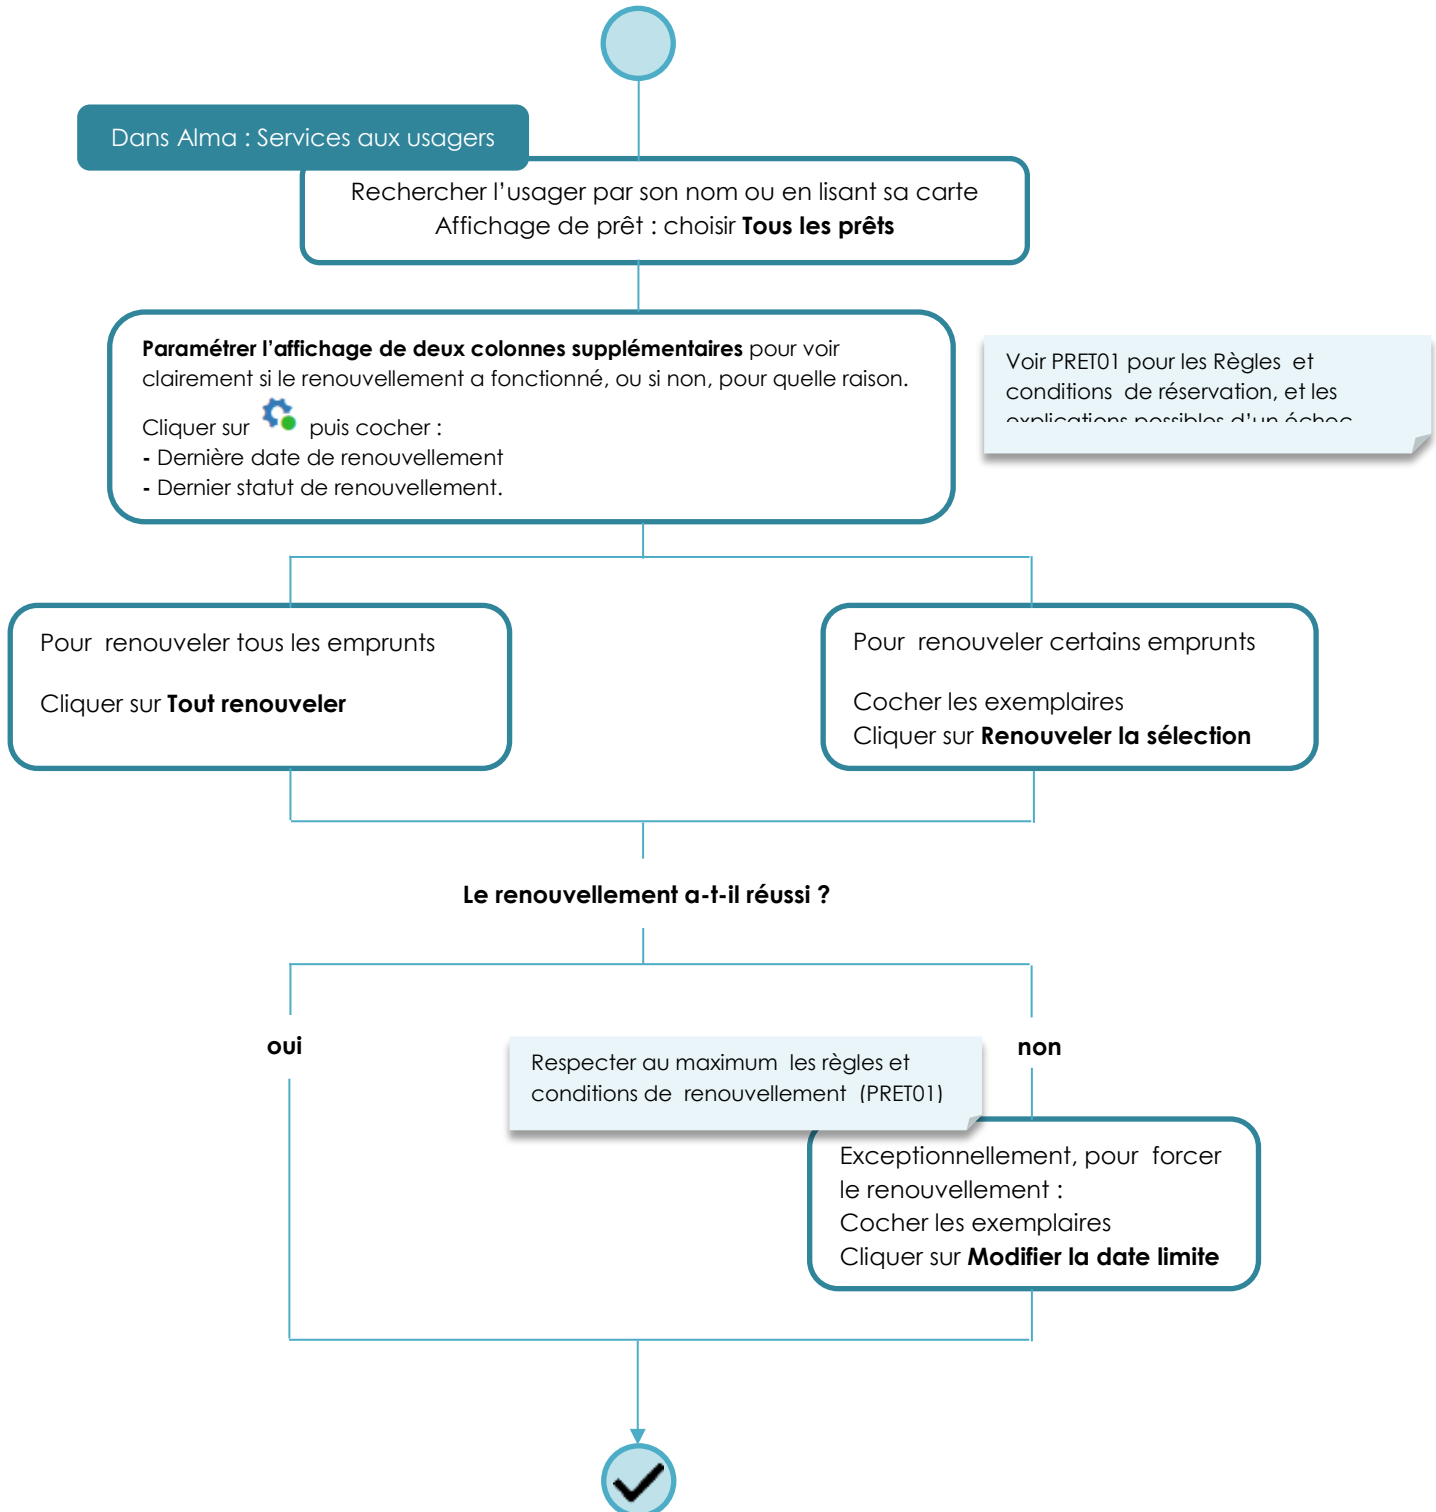 Dans Alma : Services aux usagers
Rechercher l’usager par son nom ou en lisant sa carte
Affichage de prêt : choisir Tous les prêts
Paramétrer l’affichage de deux colonnes supplémentaires pour voir
clairement si le renouvellement a fonctionné, ou si non, pour quelle raison.
Cliquer sur puis cocher :
- Dernière date de renouvellement
- Dernier statut de renouvellement.
Voir PRET01 pour les Règles et
conditions de réservation, et les
explications possibles d’un échec
Pour renouveler tous les emprunts
Cliquer sur Tout renouveler
Pour renouveler certains emprunts
Cocher les exemplaires
Cliquer sur Renouveler la sélection
Le renouvellement a-t-il réussi ?
oui
non
Respecter au maximum les règles et
conditions de renouvellement (PRET01)
Exceptionnellement, pour forcer
le renouvellement :
Cocher les exemplaires
Cliquer sur Modifier la date limite